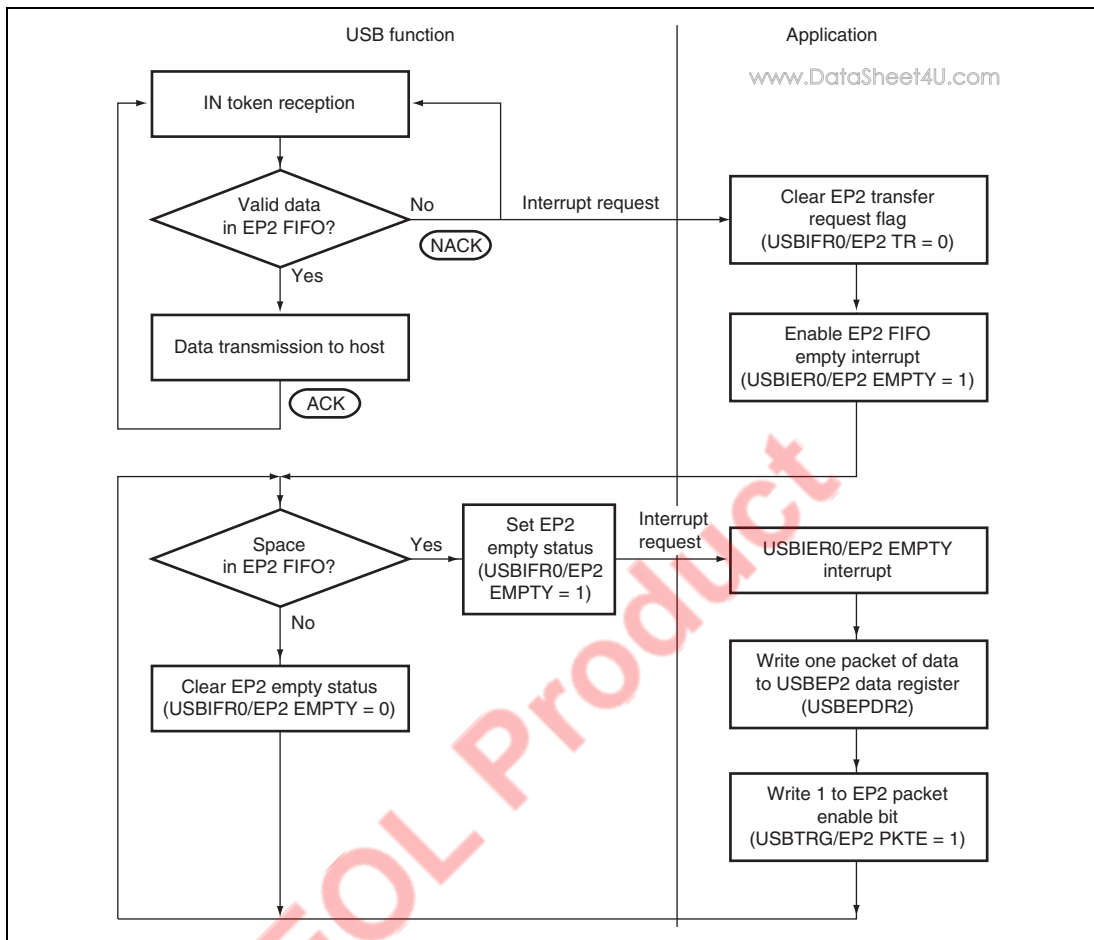 USB function
Application
www.DataSheet4U.com
IN token reception
Valid data
in EP2 FIFO?
No
NACK
Interrupt request
Yes
Data transmission to host
ACK
Clear EP2 transfer
request flag
(USBIFR0/EP2 TR = 0)
Enable EP2 FIFO
empty interrupt
(USBIER0/EP2 EMPTY = 1)
Space
in EP2 FIFO?
Yes
No
Set EP2
empty status
(USBIFR0/EP2
EMPTY = 1)
Interrupt
request
USBIER0/EP2 EMPTY
interrupt
Clear EP2 empty status
(USBIFR0/EP2 EMPTY = 0)
Write one packet of data
to USBEP2 data register
(USBEPDR2)
Write 1 to EP2 packet
enable bit
(USBTRG/EP2 PKTE = 1)
EOL Product